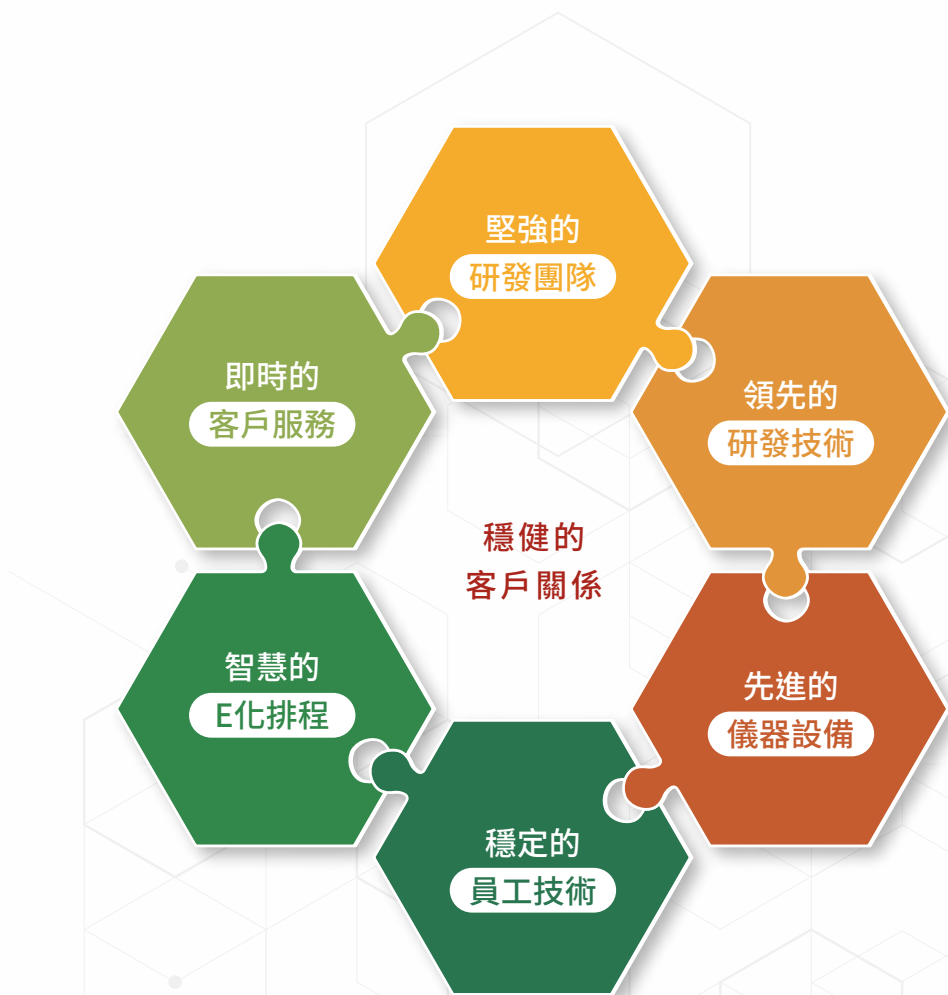 堅強的
研發團隊
領先的
研發技術
先進的
儀器設備
穩定的
員工技術
智慧的
E化排程
即時的
客戶服務
穩健的
客戶關係